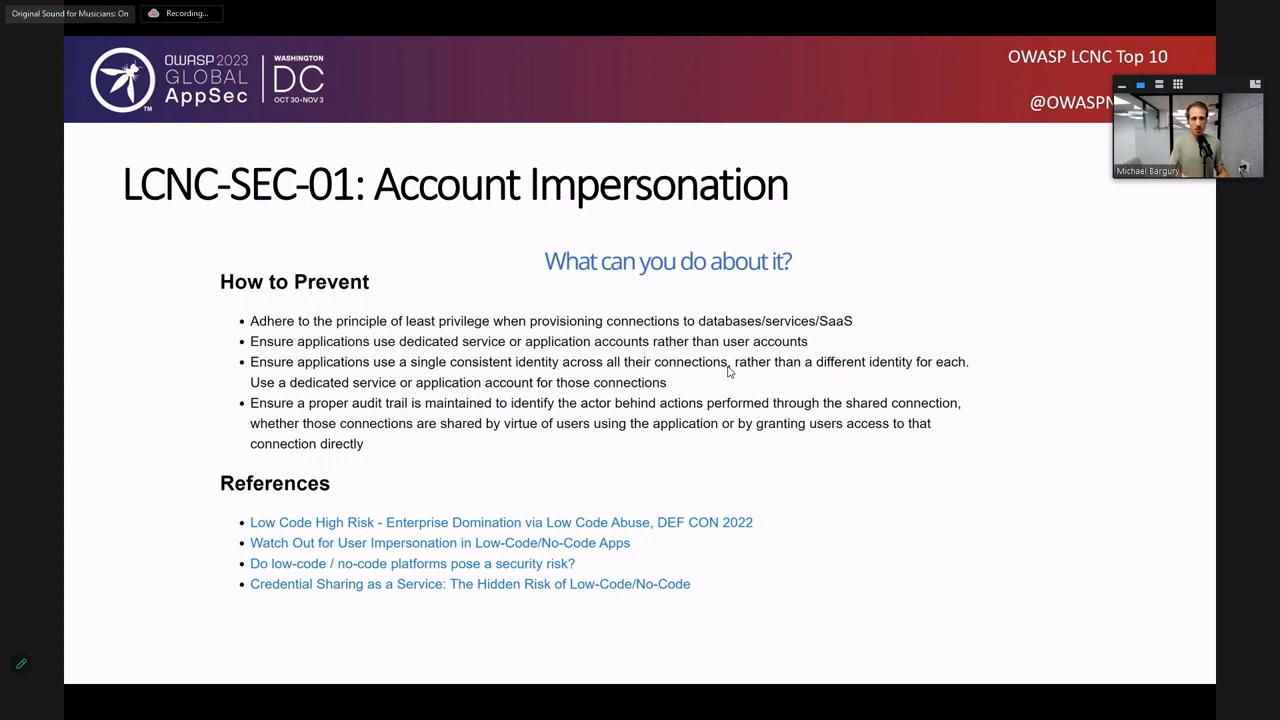 Original Sound for Musicians: On
Recording...
OWASP 2023
GLOBAL
AppSec
TM
WASHINGTON
DC
OCT 30-NOV 3
OWASP LCNC Top 10
@OWASPN
Michael Bargury
LCNC-SEC-01: Account Impersonation
What can you do about it?
How to Prevent
• Adhere to the principle of least privilege when provisioning connections to databases/services/SaaS
• Ensure applications use dedicated service or application accounts rather than user accounts
• Ensure applications use a single consistent identity across all their connections, rather than a different identity for each.
Use a dedicated service or application account for those connections
• Ensure a proper audit trail is maintained to identify the actor behind actions performed through the shared connection,
whether those connections are shared by virtue of users using the application or by granting users access to that
connection directly
References
• Low Code High Risk - Enterprise Domination via Low Code Abuse, DEF CON 2022
• Watch Out for User Impersonation in Low-Code/No-Code Apps
• Do low-code / no-code platforms pose a security risk?
• Credential Sharing as a Service: The Hidden Risk of Low-Code/No-Code